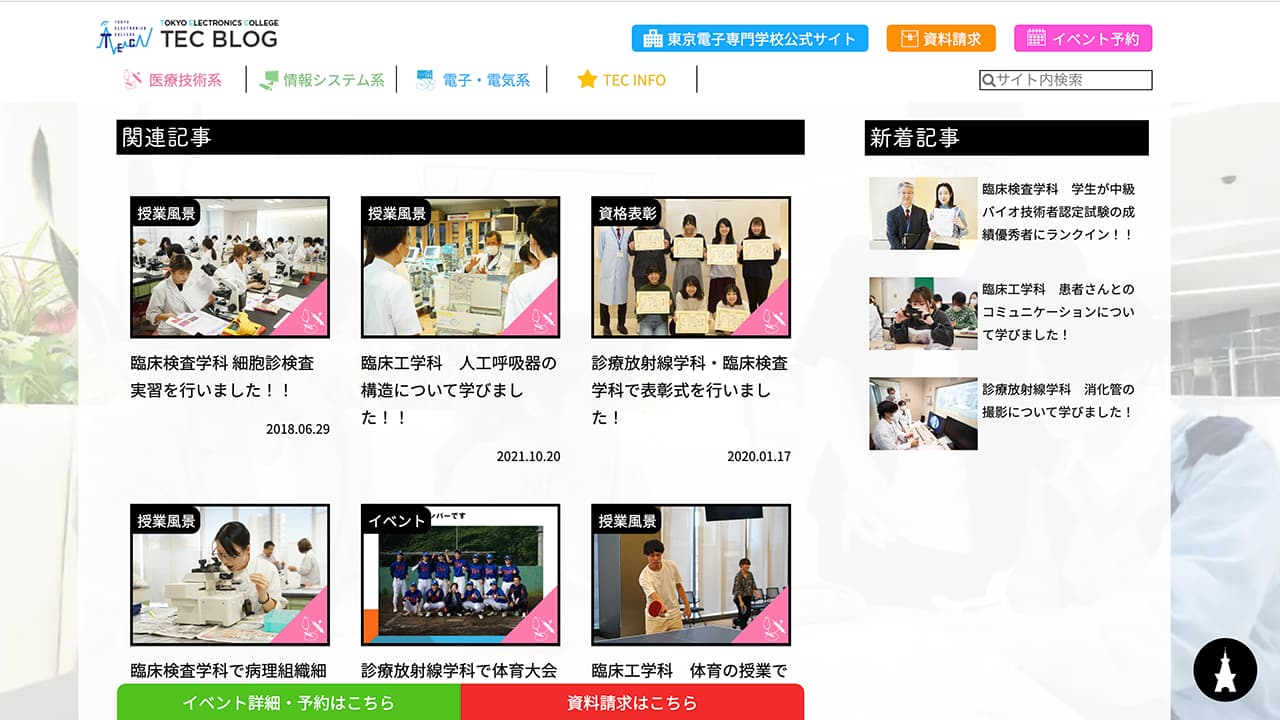 TOKYO ELECTRONICS COLLEGE
TOKYO ELECTRONICS COLLEGE
TEC BLOG
東京電子専門学校公式サイト
資料請求
イベント予約
医療技術系
情報システム系
電子・電気系
TEC INFO
サイト内検索
関連記事
授業風景
臨床検査学科 細胞診検査
実習を行いました！！
2018.06.29
授業風景
臨床工学科　人工呼吸器の
構造について学びまし
た！！
2021.10.20
資格表彰
診療放射線学科・臨床検査
学科で表彰式を行いまし
た！
2020.01.17
授業風景
臨床検査学科で病理組織細
イベント
ンバーです
診療放射線学科で体育大会
授業風景
臨床工学科　体育の授業で
新着記事
臨床検査学科　学生が中級
バイオ技術者認定試験の成
績優秀者にランクイン！！
臨床工学科　患者さんとの
コミュニケーションについ
て学びました！
診療放射線学科　消化管の
撮影について学びました！
イベント詳細・予約はこちら
資料請求はこちら